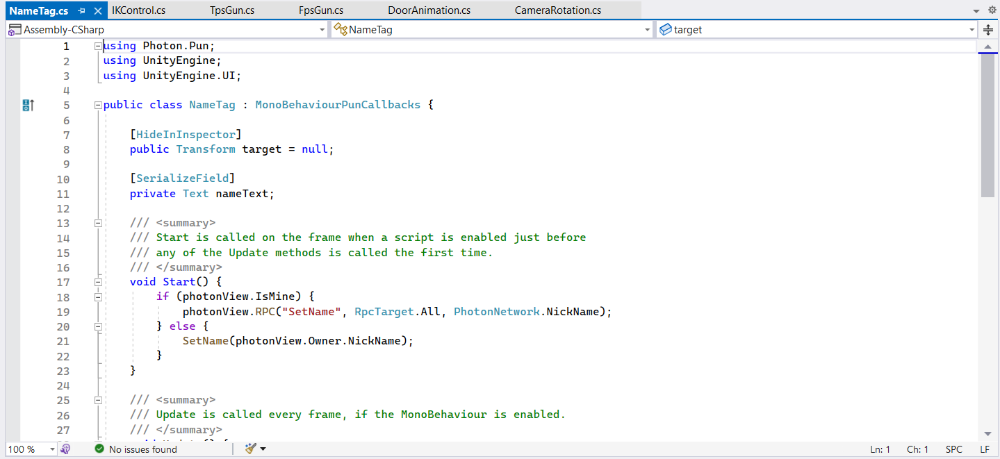 NameTag.cs IKControl.cs TpsGun.cs FpsGun.cs DoorAnimation.cs CameraRotation.cs
Assembly-CSharp NameTag target
1 using Photon.Pun;
2 using UnityEngine;
3 using UnityEngine.UI;
4
5 public class NameTag : MonoBehaviourPunCallbacks {
6
7 [HideInInspector]
8 public Transform target = null;
9
10 [SerializeField]
11 private Text nameText;
12
13 /// <summary>
14 /// Start is called on the frame when a script is enabled just before
15 /// any of the Update methods is called the first time.
16 /// </summary>
17 void Start() {
18 if (photonView.IsMine) {
19 photonView.RPC("SetName", RpcTarget.All, PhotonNetwork.NickName);
20 } else {
21 SetName(photonView.Owner.NickName);
22 }
23 }
24
25 /// <summary>
26 /// Update is called every frame, if the MonoBehaviour is enabled.
27 /// </summary>
100 % No issues found Ln: 1 Ch: 1 SPC LF